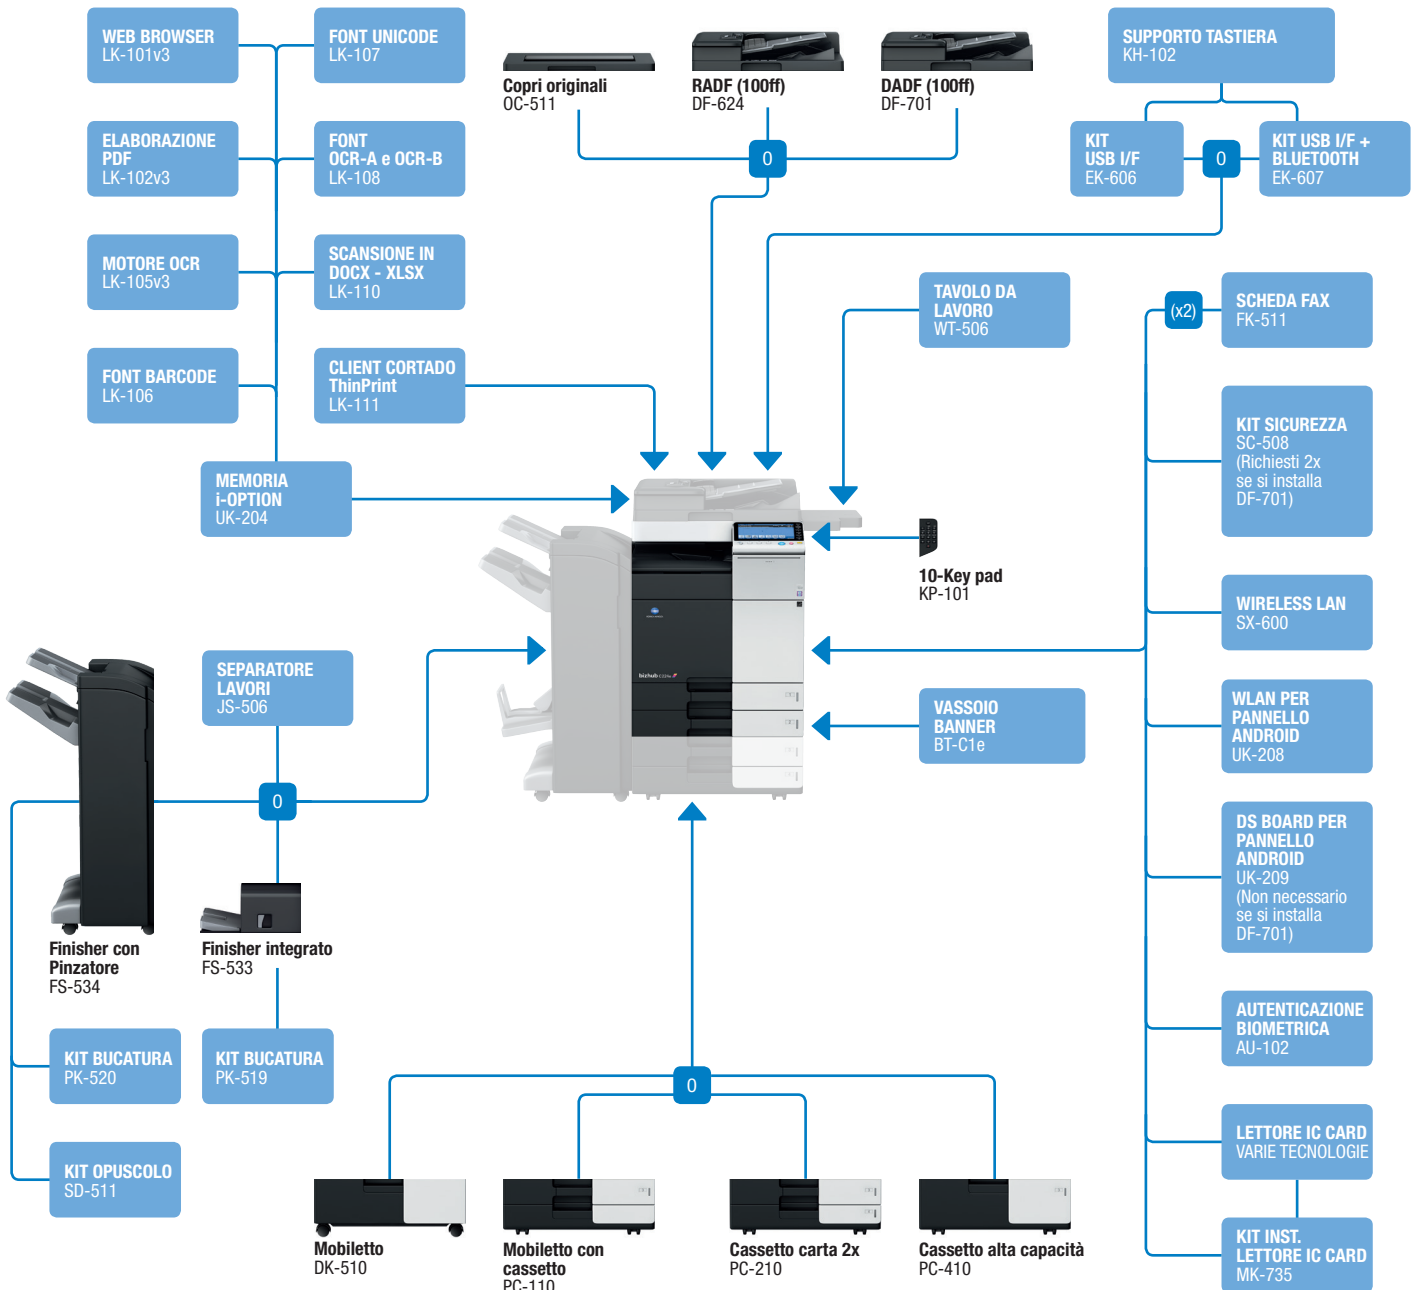 WEB BROWSER
LK-101v3
FONT UNICODE
LK-107
ELABORAZIONE
PDF
LK-102v3
FONT
OCR-A e OCR-B
LK-108
MOTORE OCR
LK-105v3
SCANSIONE IN
DOCX - XLSX
LK-110
FONT BARCODE
LK-106
CLIENT CORTADO
ThinPrint
LK-111
MEMORIA
i-OPTION
UK-204
Copri originali
OC-511
RADF (100ff)
DF-624
DADF (100ff)
DF-701
O
SUPPORTO TASTIERA
KH-102
KIT
USB I/F
EK-606
O
KIT USB I/F +
BLUETOOTH
EK-607
TAVOLO DA
LAVORO
WT-506
10-Key pad
KP-101
VASSOIO
BANNER
BT-C1e
(x2)
SCHEDA FAX
FK-511
KIT SICUREZZA
SC-508
(Richiesti 2x
se si installa
DF-701)
WIRELESS LAN
SX-600
WLAN PER
PANNELLO
ANDROID
UK-208
DS BOARD PER
PANNELLO
ANDROID
UK-209
(Non necessario
se si installa
DF-701)
AUTENTICAZIONE
BIOMETRICA
AU-102
LETTORE IC CARD
VARIE TECNOLOGIE
KIT INST.
LETTORE IC CARD
MK-735
SEPARATORE
LAVORI
JS-506
O
Finisher con
Pinzatore
FS-534
Finisher integrato
FS-533
KIT BUCATURA
PK-520
KIT BUCATURA
PK-519
KIT OPUSCOLO
SD-511
bizhub
O
Mobiletto
DK-510
Mobiletto con
cassetto
PC-110
Cassetto carta 2x
PC-210
Cassetto alta capacità
PC-410